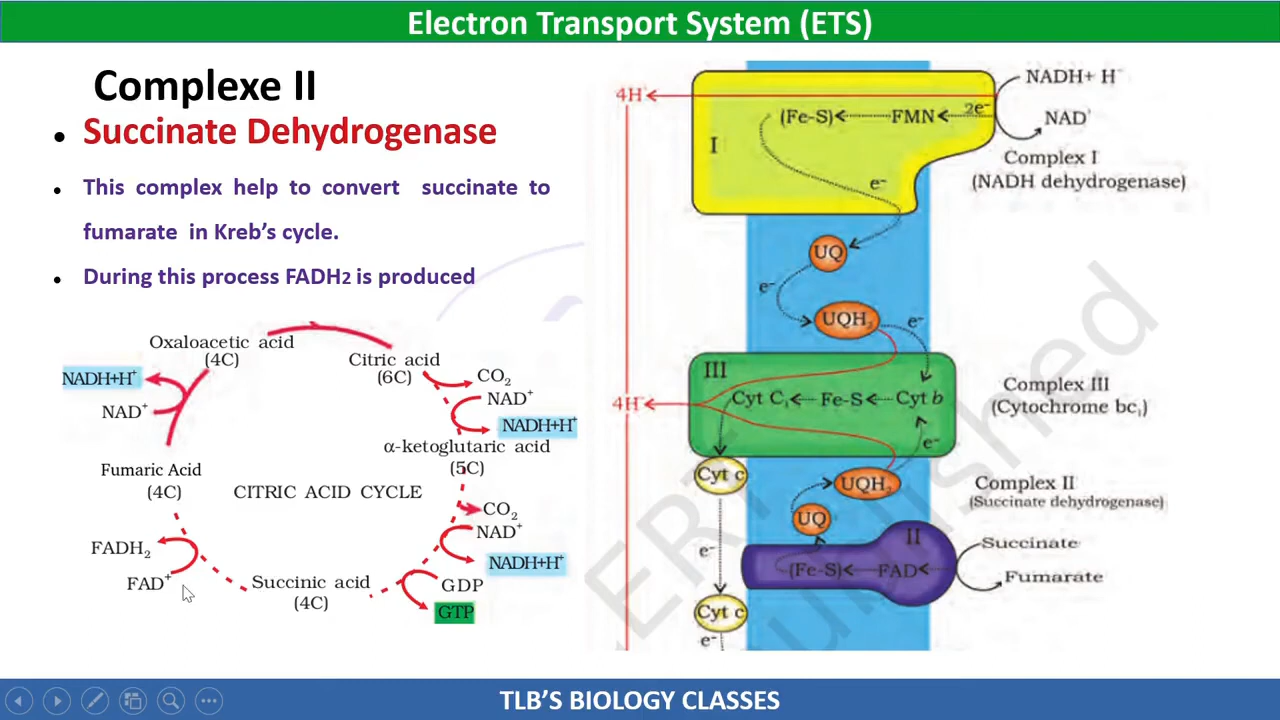 Electron Transport System (ETS)
Complexe II
• Succinate Dehydrogenase
• This complex help to convert succinate to
fumarate in Kreb's cycle.
• During this process FADH2 is produced
Oxaloacetic acid
(4C)
Citric acid
(6C)
CO2
NAD+
NADH+H+
α-ketoglutaric acid
(5C)
CO2
NAD+
NADH+H+
GDP
GTP
Succinic acid
(4C)
FAD+
FADH2
Fumaric Acid
(4C)
NAD+
NADH+H+
CITRIC ACID CYCLE
4H+
NADH+ H+
2e-
FMN
(Fe-S)
NAD+
I
Complex I
(NADH dehydrogenase)
e-
UQ
e-
UQH2
e-
III
Complex III
(Cytochrome bc1)
4H+
Cyt C1
Fe-S
Cyt b
e-
Cyt c
UQH2
Complex II
(Succinate dehydrogenase)
UQ
II
Succinate
e-
(Fe-S)
FAD
Fumarate
Cyt c
e-
TLB'S BIOLOGY CLASSES